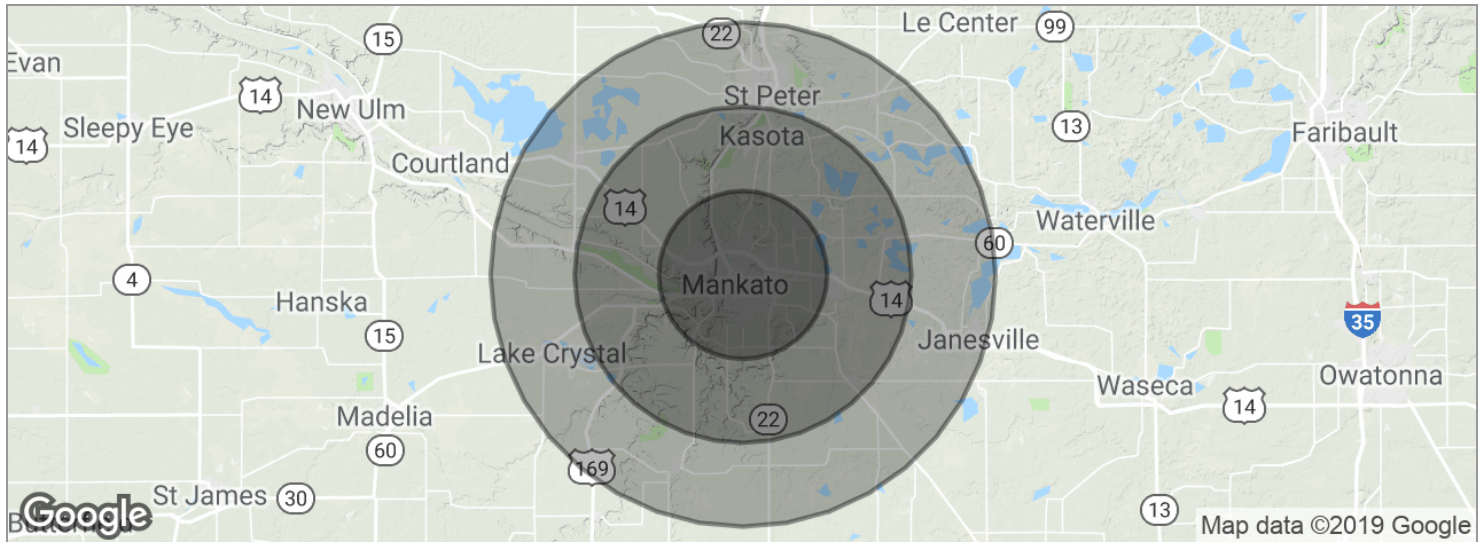 Le Center
99
22
15
Evan
14
New Ulm
St Peter
13
Sleepy Eye
14
Kasota
Faribault
Courtland
14
Waterville
60
4
Mankato
Hanska
14
15
35
Janesville
Lake Crystal
Owatonna
Waseca
14
Madelia
22
60
169
St James
30
13
Google
Map data ©2019 Google